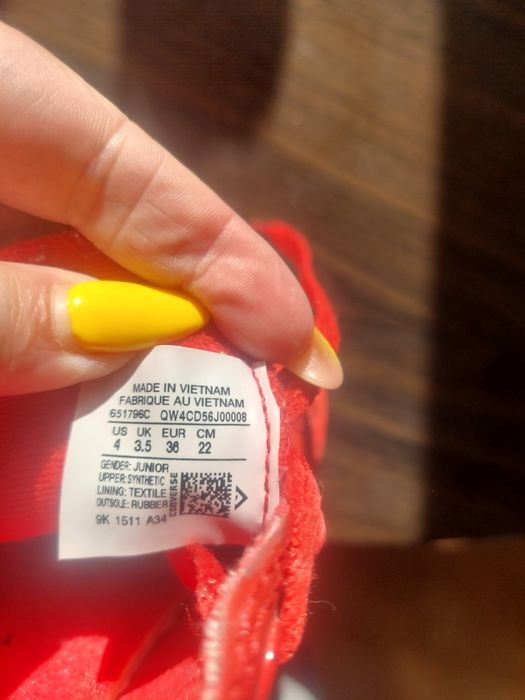 MADE IN VIETNAM
FABRIQUE AU VIETNAM
651796C QW4CD56J00008
US UK EUR CM
4 3.5 36 22
GENDER: JUNIOR
UPPER:SYNTHETIC
LINING: TEXTILE
OUTSOLE: RUBBER
CONVERSE
9K 1511 A34